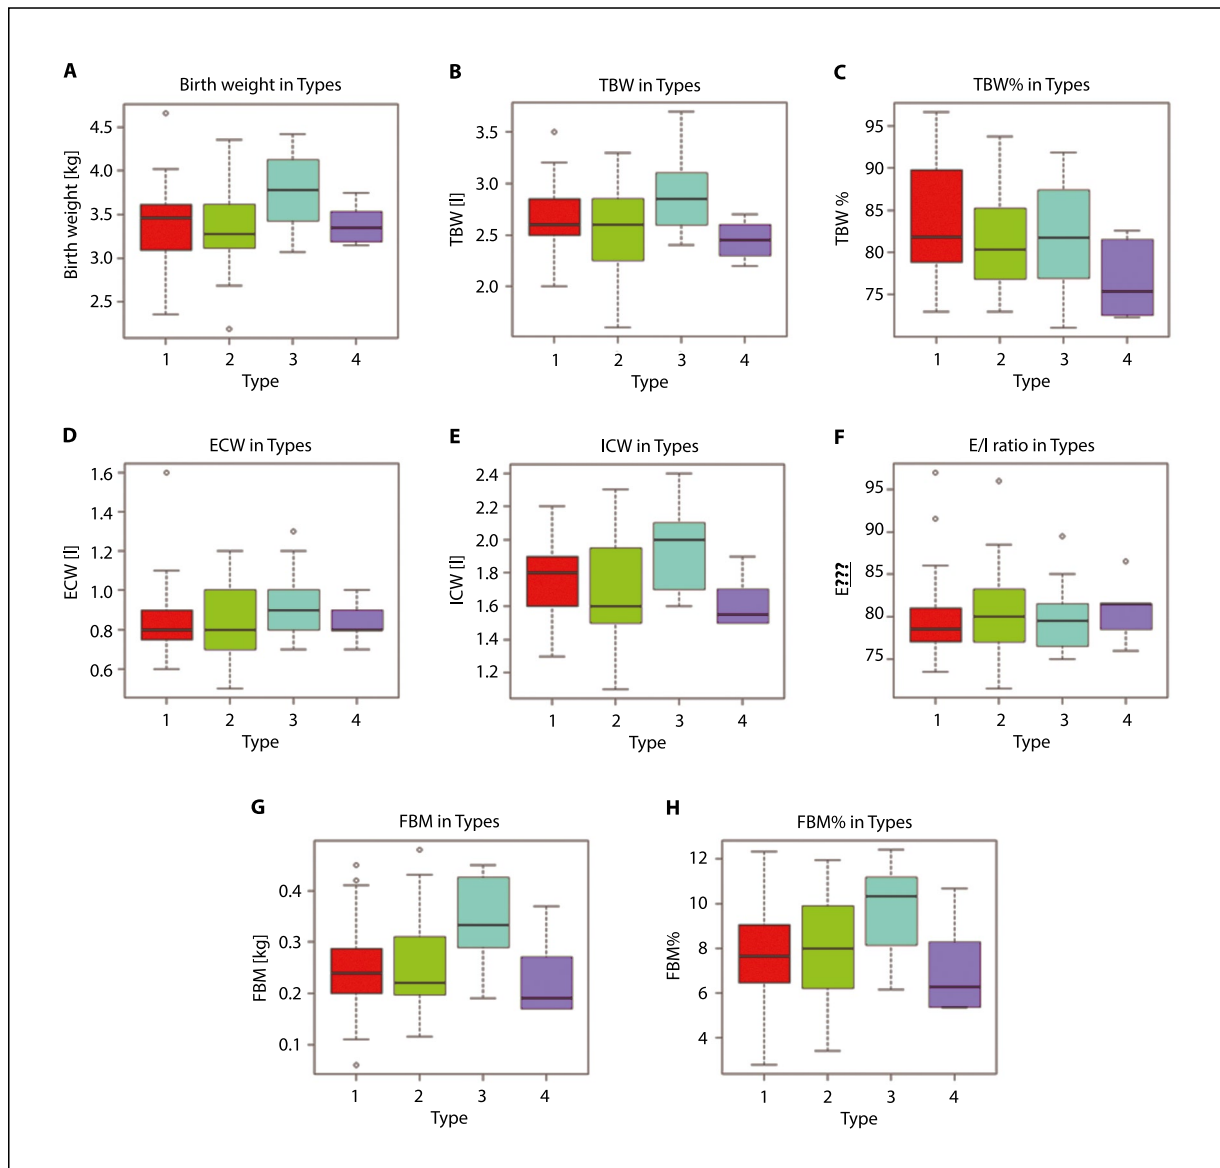 A
Birth weight in Types
Birth weight [kg]
4.5
4.0
3.5
3.0
2.5
1 2 3 4
Type
B
TBW in Types
TBW [l]
3.5
3.0
2.5
2.0
1 2 3 4
Type
C
TBW% in Types
TBW %
95
90
85
80
75
1 2 3 4
Type
D
ECW in Types
ECW [l]
1.6
1.4
1.2
1.0
0.8
0.6
1 2 3 4
Type
E
ICW in Types
ICW [l]
2.4
2.2
2.0
1.8
1.6
1.4
1.2
1 2 3 4
Type
F
E/I ratio in Types
E???
95
90
85
80
75
1 2 3 4
Type
G
FBM in Types
FBM [kg]
0.4
0.3
0.2
0.1
1 2 3 4
Type
H
FBM% in Types
FBM%
12
10
8
6
4
1 2 3 4
Type